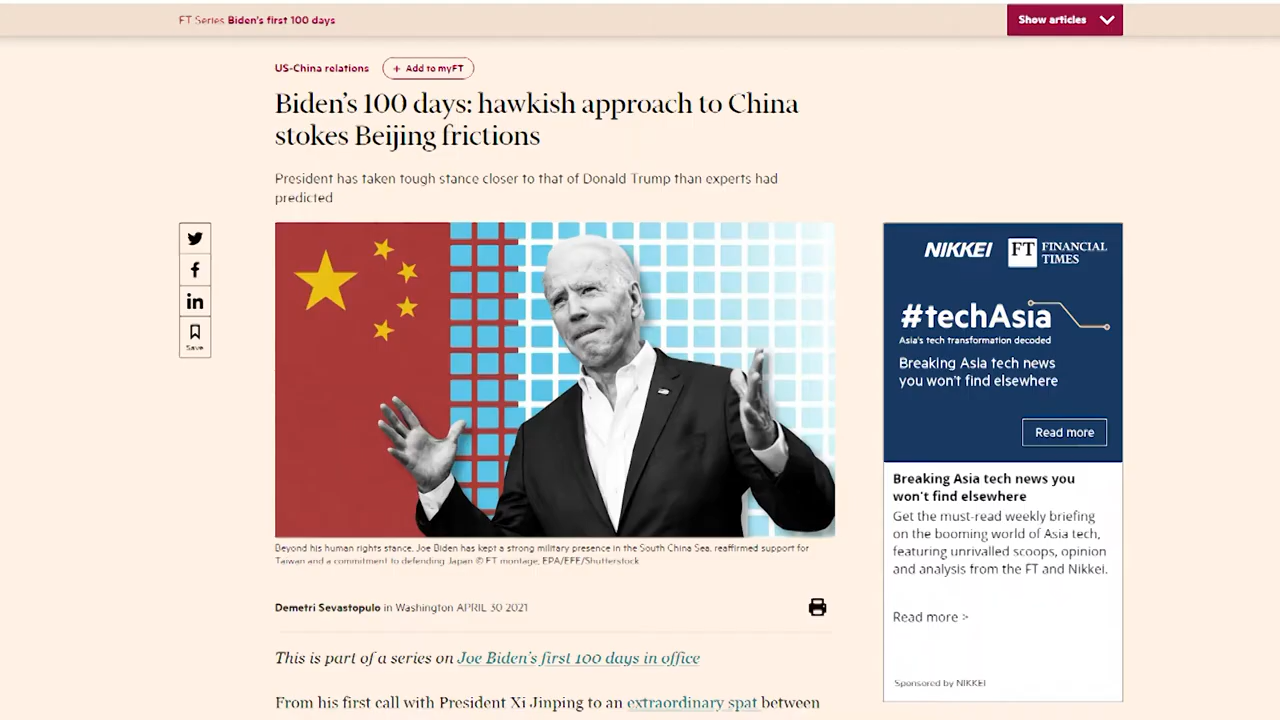 FT Series Biden's first 100 days
Show articles
US-China relations
+ Add to myFT
Biden's 100 days: hawkish approach to China
stokes Beijing frictions
President has taken tough stance closer to that of Donald Trump than experts had
predicted
Save
Beyond his human rights stance, Joe Biden has kept a strong military presence in the South China Sea, reaffirmed support for
Taiwan and a commitment to defending Japan © FT montage; EPA/EFE/Shutterstock
Demetri Sevastopulo in Washington APRIL 30 2021
This is part of a series on Joe Biden's first 100 days in office
From his first call with President Xi Jinping to an extraordinary spat between
NIKKEI
FT FINANCIAL
TIMES
#techAsia
Asia's tech transformation decoded
Breaking Asia tech news
you won't find elsewhere
Read more
Breaking Asia tech news you
won't find elsewhere
Get the must-read weekly briefing
on the booming world of Asia tech,
featuring unrivalled scoops, opinion
and analysis from the FT and Nikkei.
Read more >
Sponsored by NIKKEI